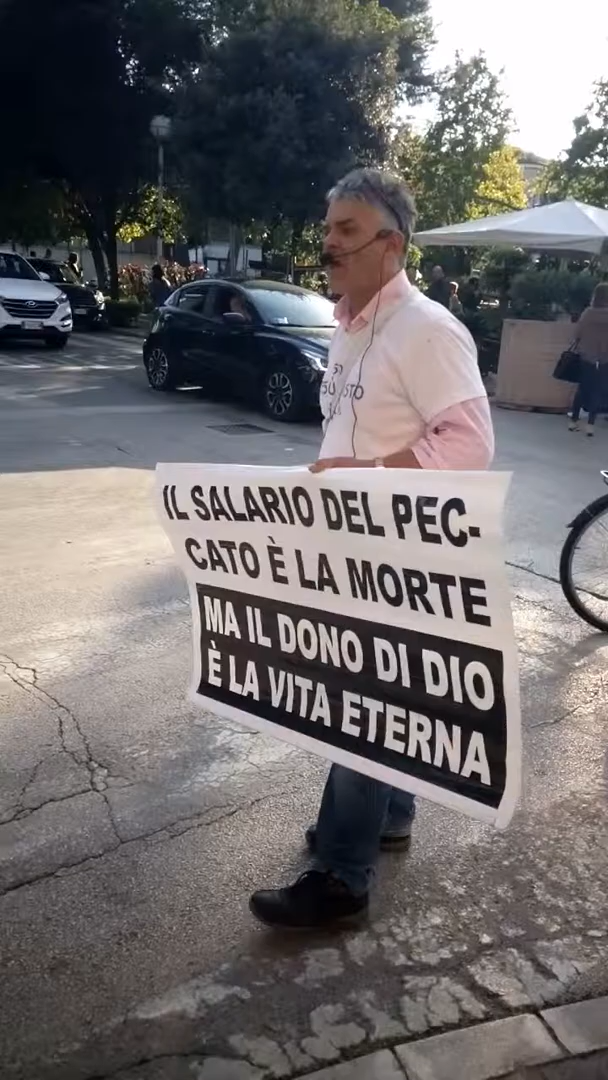 IL SALARIO DEL PEC-
CATO È LA MORTE
MA IL DONO DI DIO
È LA VITA ETERNA